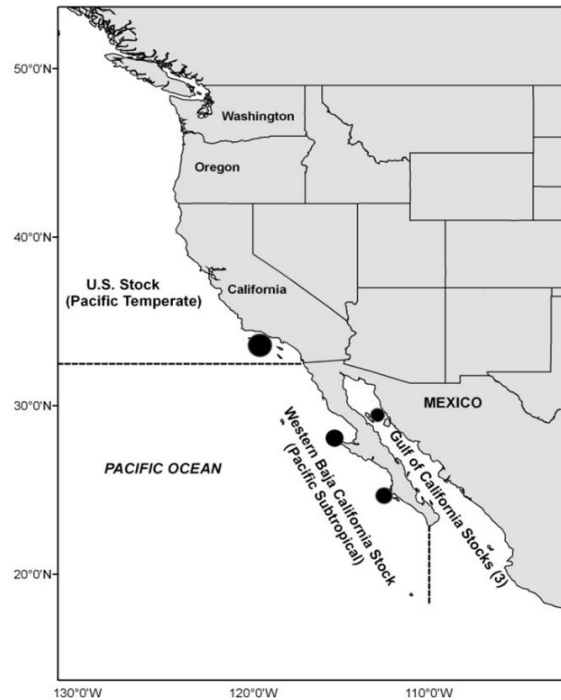 50°0'N
Washington
Oregon
40°0'N
U.S. Stock
(Pacific Temperate)
California
30°0'N
MEXICO
Western Baja California Stock
(Pacific Subtropical)
Gulf of California Stocks (3)
PACIFIC OCEAN
20°0'N
130°0'0"W
120°0'W
110°0'W